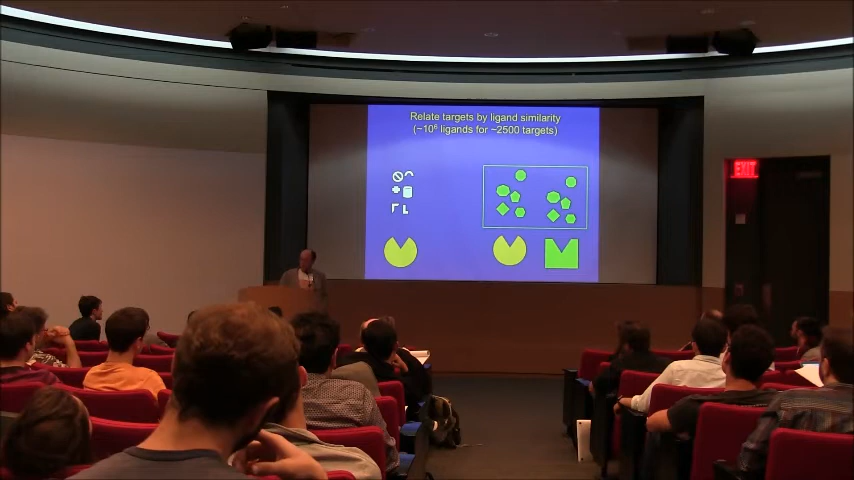 Relate targets by ligand similarity
(~10⁶ ligands for ~2500 targets)
EXIT